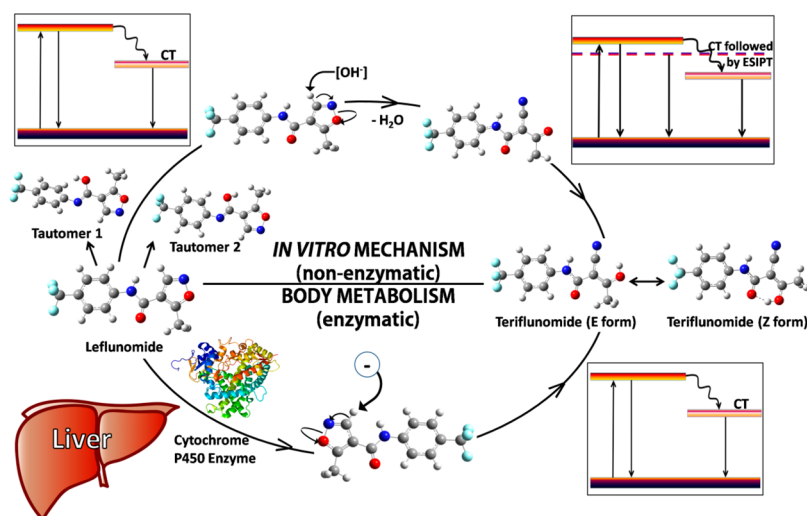 CT
CT followed
by ESIPT
[OH-]
- H₂O
Tautomer 1
Tautomer 2
IN VITRO MECHANISM
(non-enzymatic)
BODY METABOLISM
(enzymatic)
Leflunomide
Teriflunomide (E form)
Teriflunomide (Z form)
Liver
Cytochrome
P450 Enzyme
-
CT